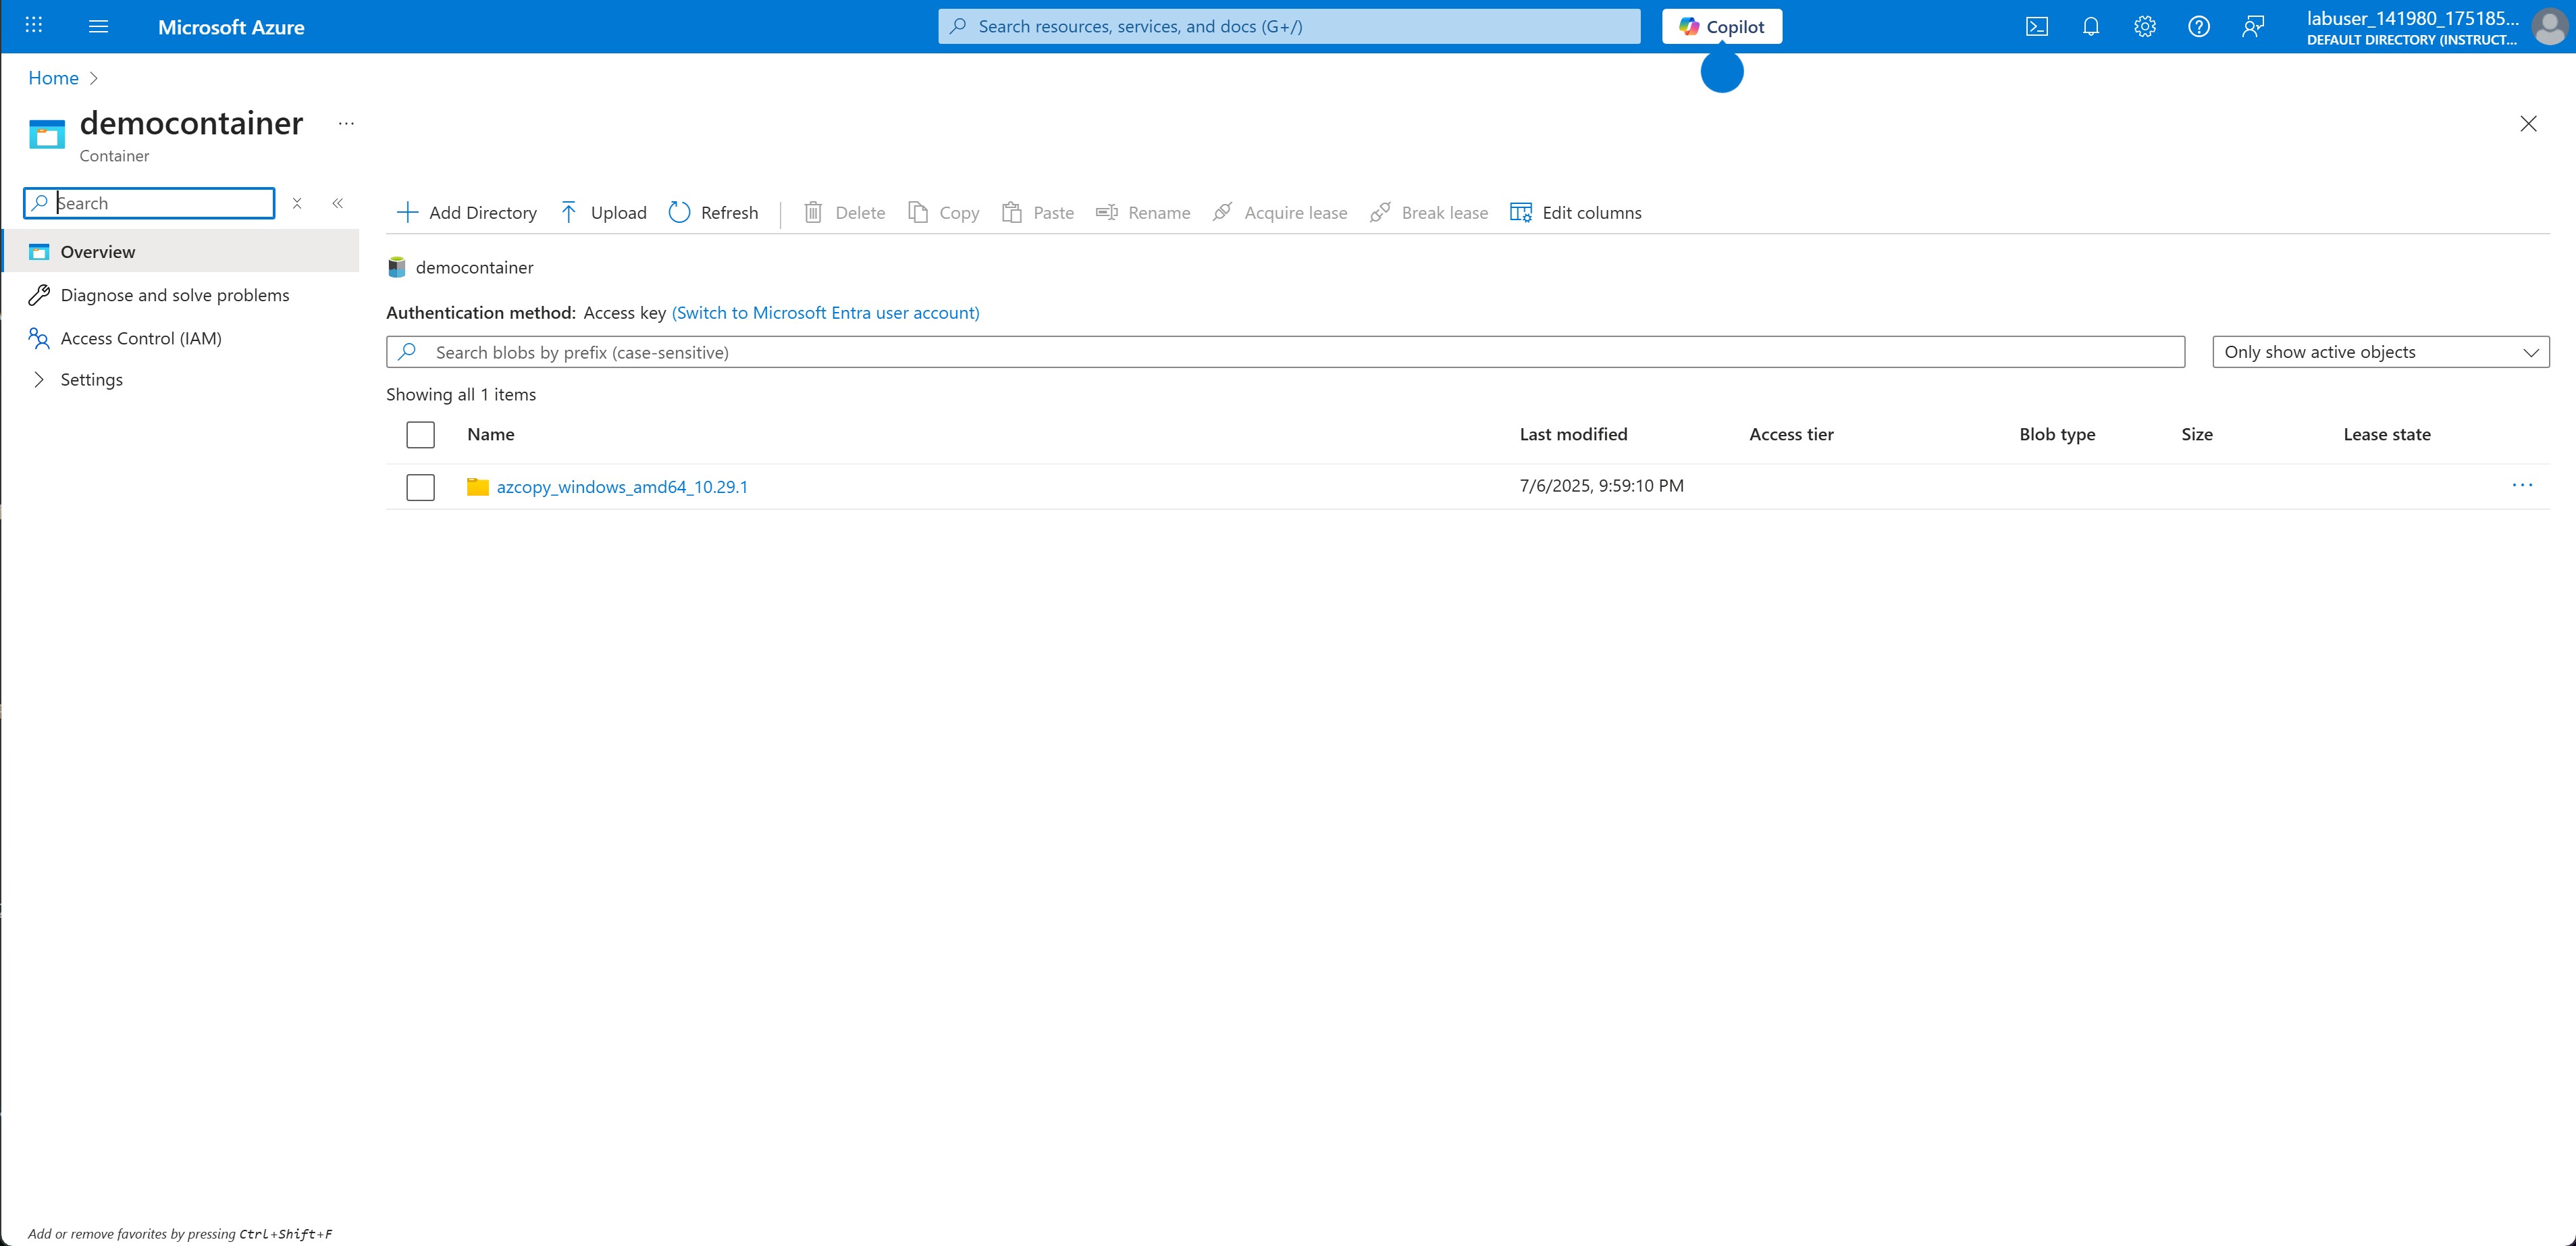 Microsoft Azure
Search resources, services, and docs (G+/)
Copilot
labuser_141980_175185...
DEFAULT DIRECTORY (INSTRUCT...
Home
democontainer
...
Container
Search
Add Directory
Upload
Refresh
Delete
Copy
Paste
Rename
Acquire lease
Break lease
Edit columns
Overview
Diagnose and solve problems
Access Control (IAM)
Settings
democontainer
Authentication method: Access key (Switch to Microsoft Entra user account)
Search blobs by prefix (case-sensitive)
Only show active objects
Showing all 1 items
Name Last modified Access tier Blob type Size Lease state
azcopy_windows_amd64_10.29.1 7/6/2025, 9:59:10 PM ...
Add or remove favorites by pressing Ctrl+Shift+F